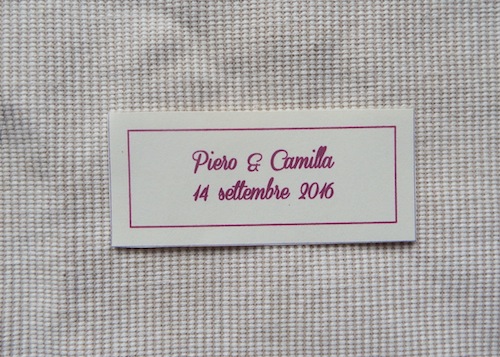 Piero & Camilla
14 settembre 2016